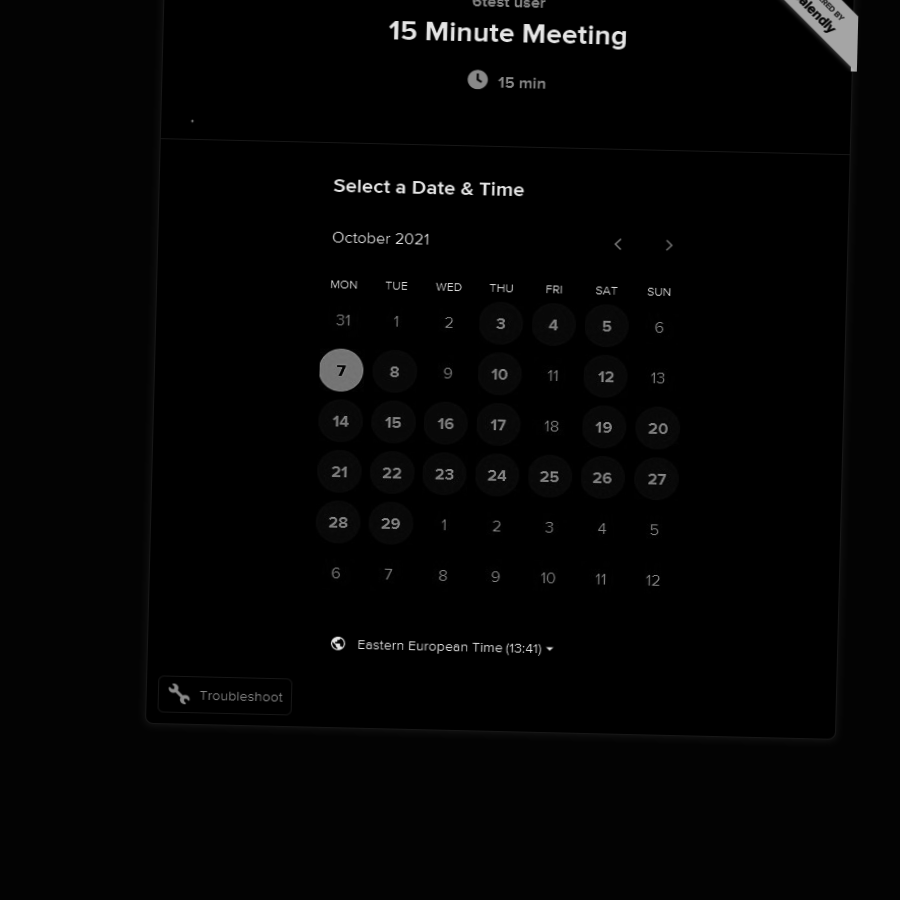 6test user
15 Minute Meeting
15 min
Select a Date & Time
October 2021
MON TUE WED THU FRI SAT SUN
31 1 2 3 4 5 6
7 8 9 10 11 12 13
14 15 16 17 18 19 20
21 22 23 24 25 26 27
28 29 1 2 3 4 5
6 7 8 9 10 11 12
Eastern European Time (13:41)
Troubleshoot